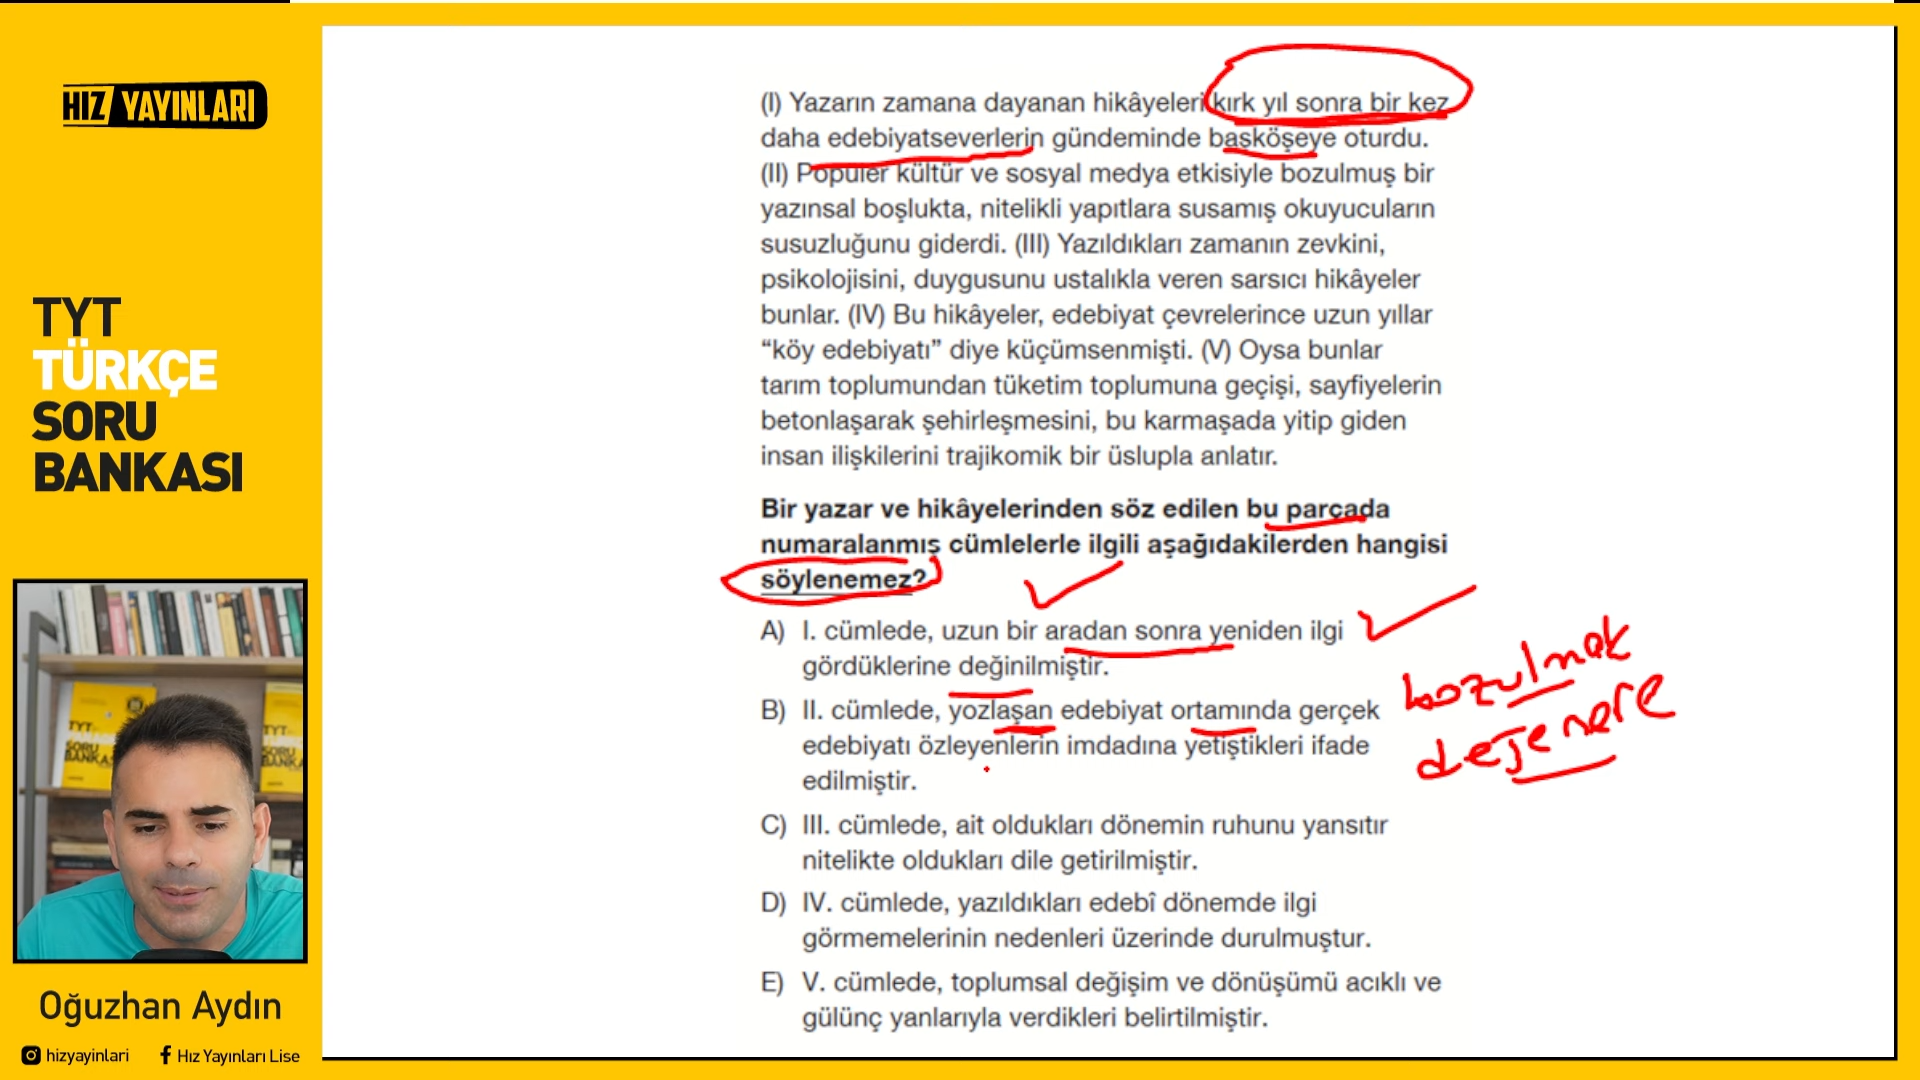 HIZ YAYINLARI
TYT
TÜRKÇE
SORU
BANKASI
Oğuzhan Aydın
hizyayinlari
Hız Yayınları Lise
(I) Yazarın zamana dayanan hikâyeleri kırk yıl sonra bir kez
daha edebiyatseverlerin gündeminde başköşeye oturdu.
(II) Popüler kültür ve sosyal medya etkisiyle bozulmuş bir
yazınsal boşlukta, nitelikli yapıtlara susamış okuyucuların
susuzluğunu giderdi. (III) Yazıldıkları zamanın zevkini,
psikolojisini, duygusunu ustalıkla veren sarsıcı hikâyeler
bunlar. (IV) Bu hikâyeler, edebiyat çevrelerince uzun yıllar
“köy edebiyatı” diye küçümsenmişti. (V) Oysa bunlar
tarım toplumundan tüketim toplumuna geçişi, sayfiyelerin
betonlaşarak şehirleşmesini, bu karmaşada yitip giden
insan ilişkilerini trajikomik bir üslupla anlatır.
Bir yazar ve hikâyelerinden söz edilen bu parçada
numaralanmış cümlelerle ilgili aşağıdakilerden hangisi
söylenemez?
A) I. cümlede, uzun bir aradan sonra yeniden ilgi
gördüklerine değinilmiştir.
B) II. cümlede, yozlaşan edebiyat ortamında gerçek
edebiyatı özleyenlerin imdadına yetiştikleri ifade
edilmiştir.
C) III. cümlede, ait oldukları dönemin ruhunu yansıtır
nitelikte oldukları dile getirilmiştir.
D) IV. cümlede, yazıldıkları edebî dönemde ilgi
görmemelerinin nedenleri üzerinde durulmuştur.
E) V. cümlede, toplumsal değişim ve dönüşümü acıklı ve
gülünç yanlarıyla verdikleri belirtilmiştir.
bozulmak
dejenere